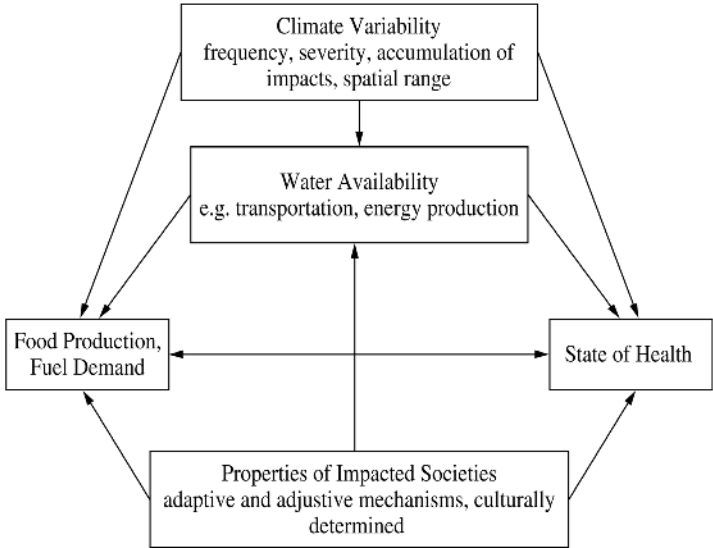 Climate Variability
frequency, severity, accumulation of
impacts, spatial range
Water Availability
e.g. transportation, energy production
Food Production,
Fuel Demand
State of Health
Properties of Impacted Societies
adaptive and adjustive mechanisms, culturally
determined